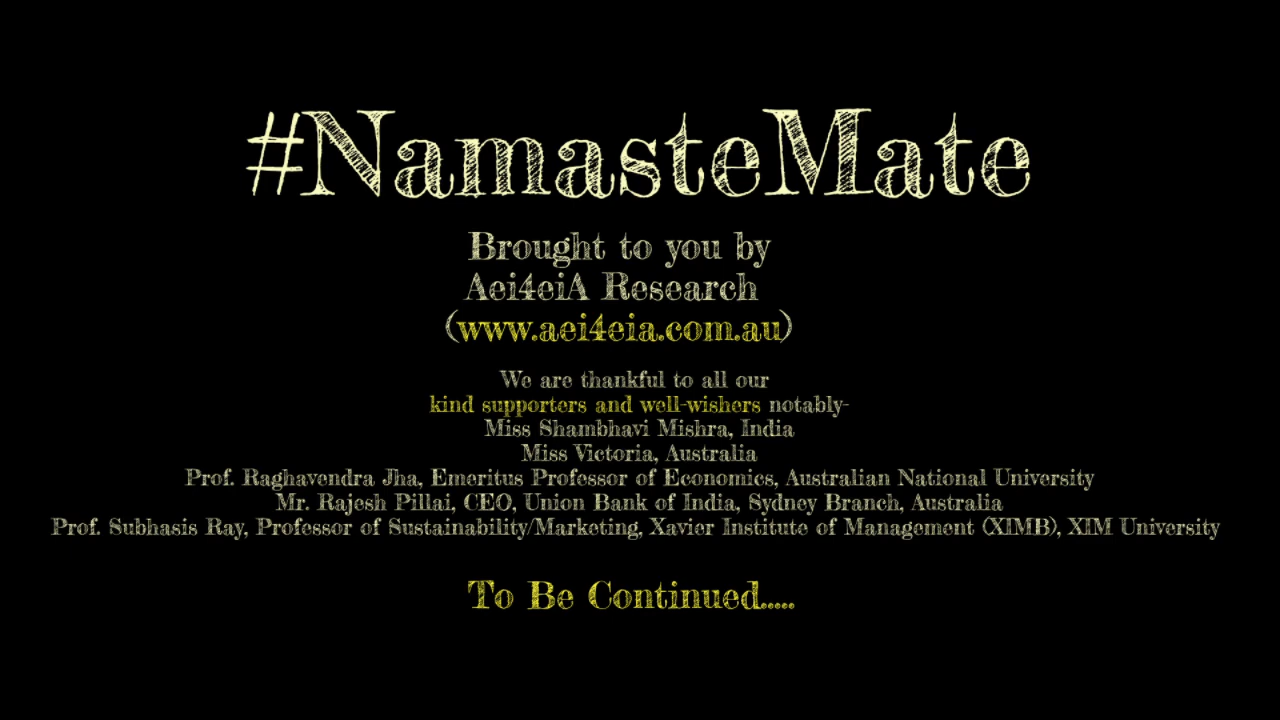 #NamasteMate
Brought to you by
Aei4eiA Research
(www.aei4eia.com.au)
We are thankful to all our
kind supporters and well-wishers notably-
Miss Shambhavi Mishra, India
Miss Victoria, Australia
Prof. Raghavendra Jha, Emeritus Professor of Economics, Australian National University
Mr. Rajesh Pillai, CEO, Union Bank of India, Sydney Branch, Australia
Prof. Subhasis Ray, Professor of Sustainability/Marketing, Xavier Institute of Management (XIMB), XIM University
To Be Continued.....